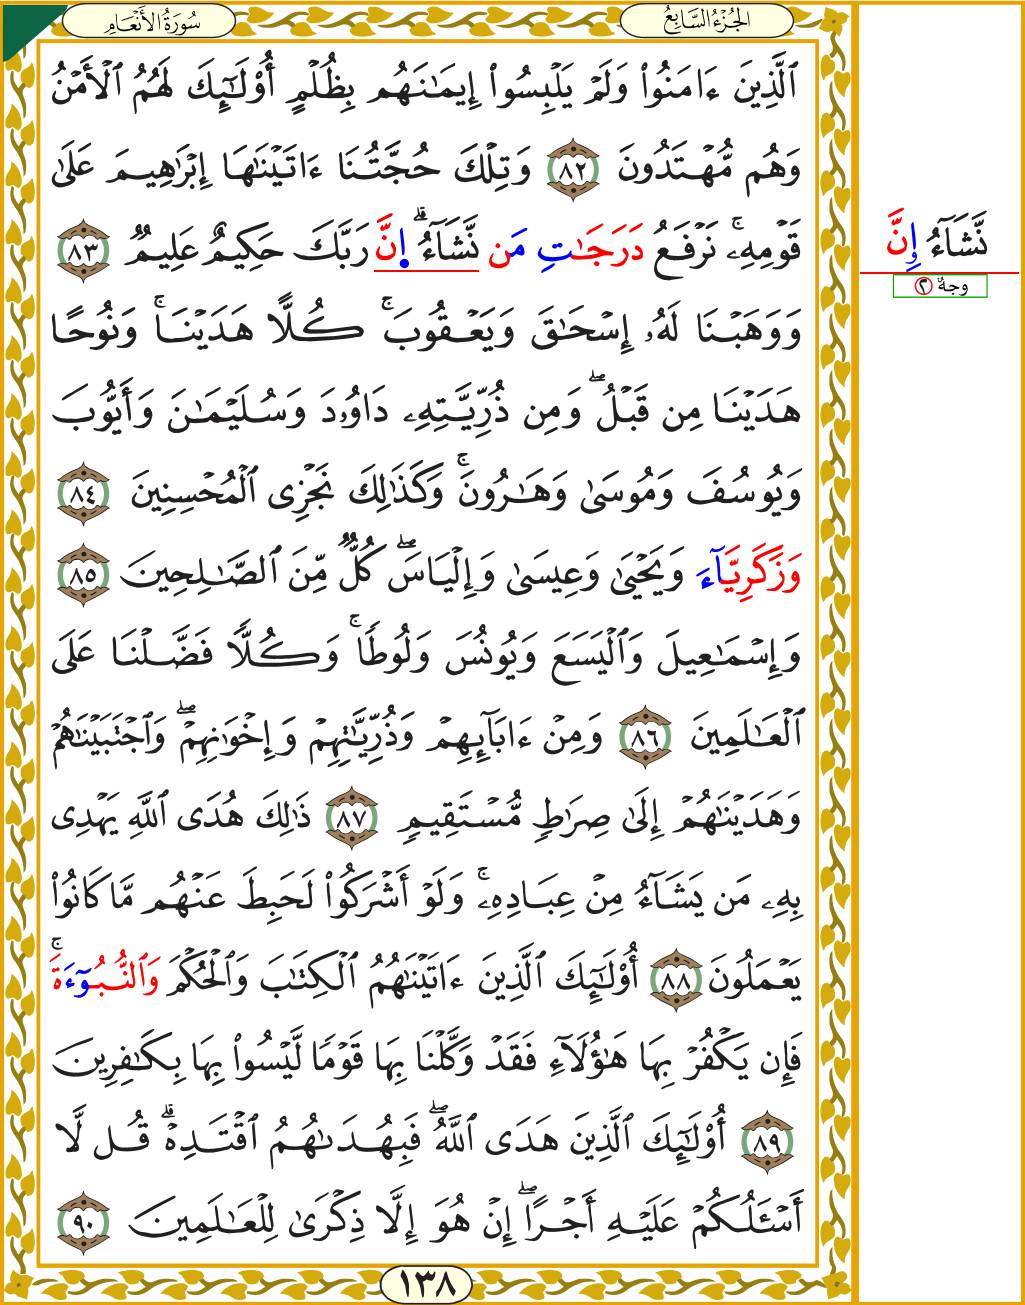 سُورَةُ الأَنْعَامِ
الجُزْءُ السَّابِعُ
ٱلَّذِينَ ءَامَنُوا۟ وَلَمْ يَلْبِسُوٓا۟ إِيمَـٰنَهُم بِظُلْمٍ أُو۟لَـٰٓئِكَ لَهُمُ ٱلْأَمْنُ
وَهُم مُّهْتَدُونَ ٨٢ وَتِلْكَ حُجَّتُنَا ءَاتَيْنَـٰهَا إِبْرَٰهِيمَ عَلَىٰ
قَوْمِهِۦۚ نَرْفَعُ دَرَجَـٰتِ مَن نَّشَآءُۗ إِنَّ رَبَّكَ حَكِيمٌ عَلِيمٌ ٨٣
وَوَهَبْنَا لَهُۥ إِسْحَـٰقَ وَيَعْقُوبَۚ كُلًّا هَدَيْنَاۚ وَنُوحًا
هَدَيْنَا مِن قَبْلُۖ وَمِن ذُرِّيَّتِهِۦ دَاوُۥدَ وَسُلَيْمَـٰنَ وَأَيُّوبَ
وَيُوسُفَ وَمُوسَىٰ وَهَـٰرُونَۚ وَكَذَٰلِكَ نَجْزِى ٱلْمُحْسِنِينَ ٨٤
وَزَكَرِيَّآءَ وَيَحْيَىٰ وَعِيسَىٰ وَإِلْيَاسَۖ كُلٌّ مِّنَ ٱلصَّـٰلِحِينَ ٨٥
وَإِسْمَـٰعِيلَ وَٱلْيَسَعَ وَيُونُسَ وَلُوطًاۚ وَكُلًّا فَضَّلْنَا عَلَى
ٱلْعَـٰلَمِينَ ٨٦ وَمِنْ ءَابَآئِهِمْ وَذُرِّيَّـٰتِهِمْ وَإِخْوَٰنِهِمْۖ وَٱجْتَبَيْنَـٰهُمْ
وَهَدَيْنَـٰهُمْ إِلَىٰ صِرَٰطٍ مُّسْتَقِيمٍ ٨٧ ذَٰلِكَ هُدَى ٱللَّهِ يَهْدِى
بِهِۦ مَن يَشَآءُ مِنْ عِبَادِهِۦۚ وَلَوْ أَشْرَكُوا۟ لَحَبِطَ عَنْهُم مَّا كَانُوا۟
يَعْمَلُونَ ٨٨ أُو۟لَـٰٓئِكَ ٱلَّذِينَ ءَاتَيْنَـٰهُمُ ٱلْكِتَـٰبَ وَٱلْحُكْمَ وَٱلنُّبُوٓءَةَۚ
فَإِن يَكْفُرْ بِهَا هَـٰٓؤُلَآءِ فَقَدْ وَكَّلْنَا بِهَا قَوْمًا لَّيْسُوا۟ بِهَا بِكَـٰفِرِينَ
٨٩ أُو۟لَـٰٓئِكَ ٱلَّذِينَ هَدَى ٱللَّهُۖ فَبِهُدَىٰهُمُ ٱقْتَدِهْۗ قُل لَّآ
أَسْـَٔلُكُمْ عَلَيْهِ أَجْرًاۖ إِنْ هُوَ إِلَّا ذِكْرَىٰ لِلْعَـٰلَمِينَ ٩٠
نَّشَآءُ وِنَّ
وجهٌ ٢
١٣٨